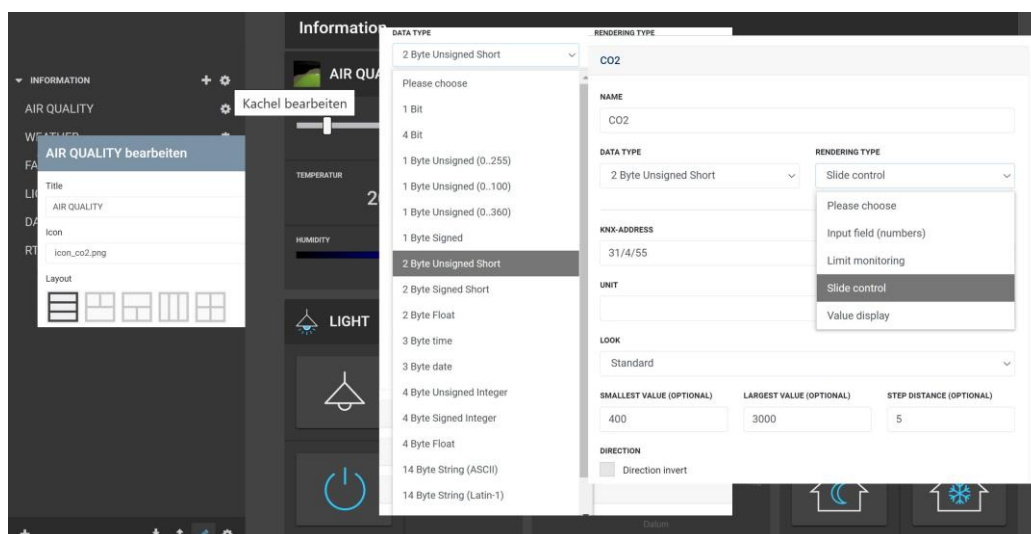 Information
INFORMATION
AIR QUALITY
Kachel bearbeiten
AIR QUALITY bearbeiten
Title
AIR QUALITY
Icon
icon_co2.png
Layout
AIR QUA
TEMPERATUR
HUMIDITY
LIGHT
Datum
DATA TYPE
2 Byte Unsigned Short
Please choose
1 Bit
4 Bit
1 Byte Unsigned (0..255)
1 Byte Unsigned (0..100)
1 Byte Unsigned (0..360)
1 Byte Signed
2 Byte Unsigned Short
2 Byte Signed Short
2 Byte Float
3 Byte time
3 Byte date
4 Byte Unsigned Integer
4 Byte Signed Integer
4 Byte Float
14 Byte String (ASCII)
14 Byte String (Latin-1)
RENDERING TYPE
CO2
NAME
CO2
DATA TYPE
2 Byte Unsigned Short
RENDERING TYPE
Slide control
Please choose
Input field (numbers)
Limit monitoring
Slide control
Value display
KNX-ADDRESS
31/4/55
UNIT
LOOK
Standard
SMALLEST VALUE (OPTIONAL) LARGEST VALUE (OPTIONAL) STEP DISTANCE (OPTIONAL)
400 3000 5
DIRECTION
Direction invert